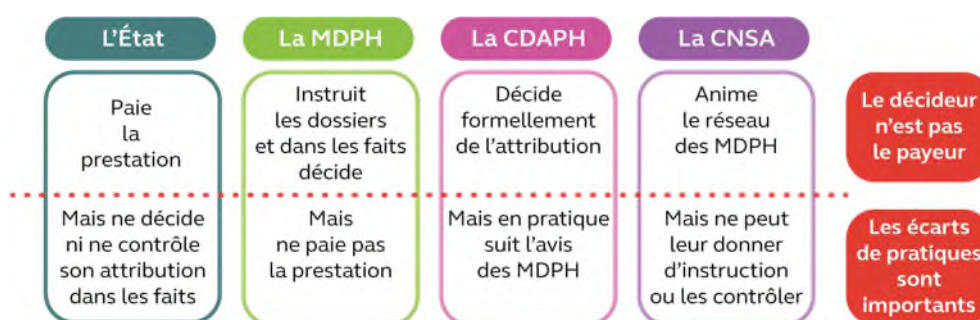 L'État
La MDPH
La CDAPH
La CNSA
Paie
la
prestation
Instruit
les dossiers
et dans les faits
décide
Décide
formellement
de l'attribution
Anime
le réseau
des MDPH
Le décideur
n'est pas
le payeur
Mais ne décide
ni ne contrôle
son attribution
dans les faits
Mais
ne paie pas
la prestation
Mais en pratique
suit l'avis
des MDPH
Mais ne peut
leur donner
d'instruction
ou les contrôler
Les écarts
de pratiques
sont
importants